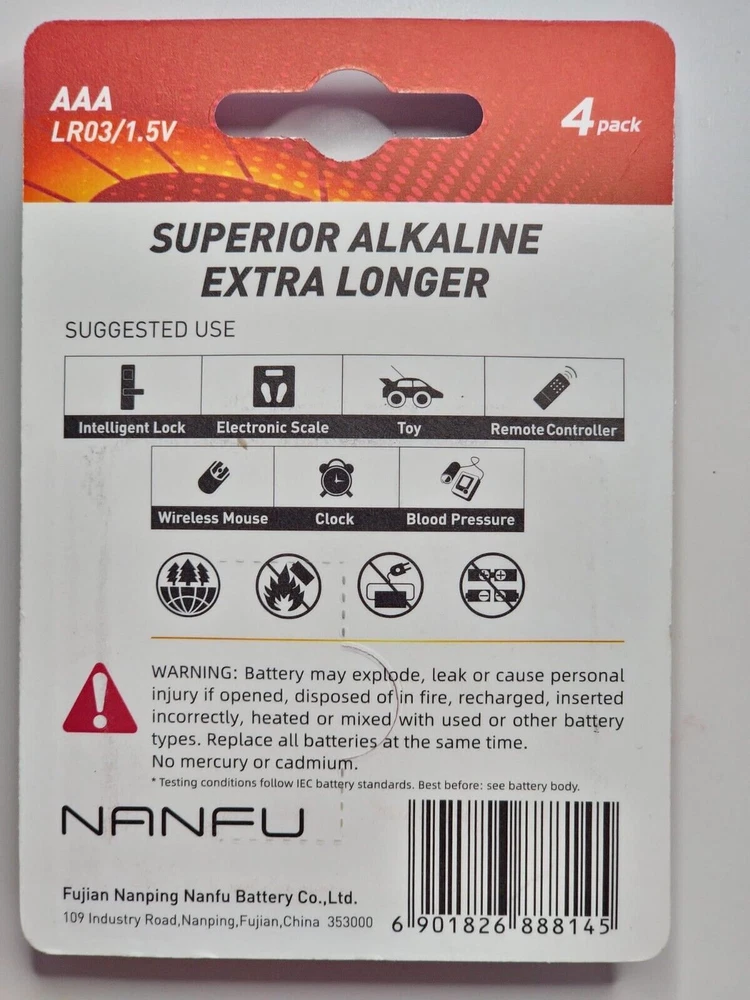 AAA
LR03/1.5V
4 pack
SUPERIOR ALKALINE
EXTRA LONGER
SUGGESTED USE
Intelligent Lock Electronic Scale Toy Remote Controller
Wireless Mouse Clock Blood Pressure
WARNING: Battery may explode, leak or cause personal
injury if opened, disposed of in fire, recharged, inserted
incorrectly, heated or mixed with used or other battery
types. Replace all batteries at the same time.
No mercury or cadmium.
* Testing conditions follow IEC battery standards. Best before: see battery body.
NANFU
Fujian Nanping Nanfu Battery Co.,Ltd.
109 Industry Road,Nanping,Fujian,China 353000
6 901826 888145